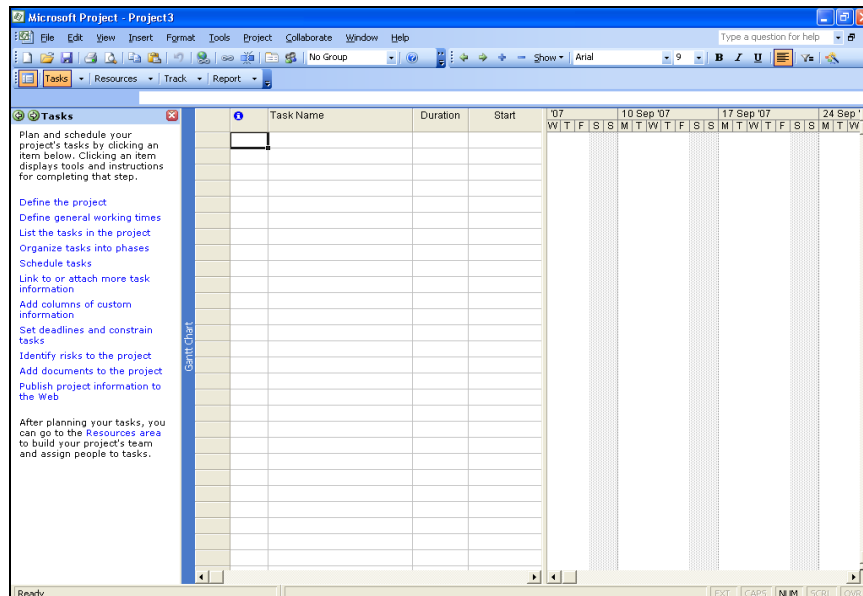 Microsoft Project - Project3
File Edit View Insert Format Tools Project Collaborate Window Help Type a question for help
No Group Show Arial 9 B I U
Tasks Resources Track Report
Tasks
Plan and schedule your
project's tasks by clicking an
item below. Clicking an item
displays tools and instructions
for completing that step.
Define the project
Define general working times
List the tasks in the project
Organize tasks into phases
Schedule tasks
Link to or attach more task
information
Add columns of custom
information
Set deadlines and constrain
tasks
Identify risks to the project
Add documents to the project
Publish project information to
the Web
After planning your tasks, you
can go to the Resources area
to build your project's team
and assign people to tasks.
Gantt Chart
Task Name Duration Start
'07 10 Sep '07 17 Sep '07 24 Sep '
W T F S S M T W T F S S M T W T F S S M T W
Ready EXT CAPS NUM SCRL OVR